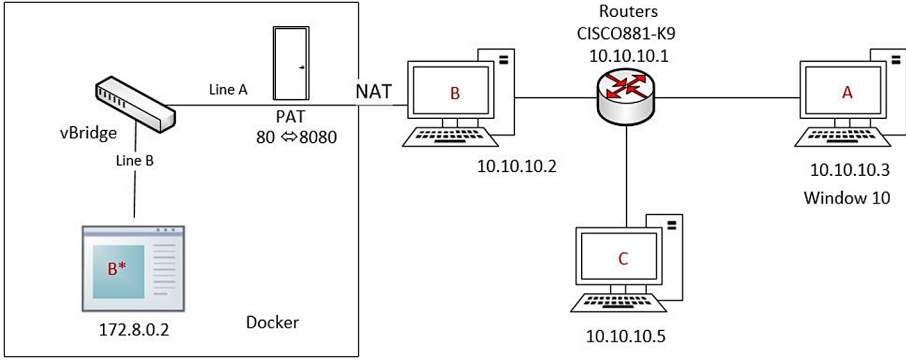 Routers
CISCO881-K9
10.10.10.1
Line A
NAT
B
A
vBridge
PAT
80 ⬄8080
Line B
10.10.10.2
10.10.10.3
Window 10
B*
C
172.8.0.2
Docker
10.10.10.5